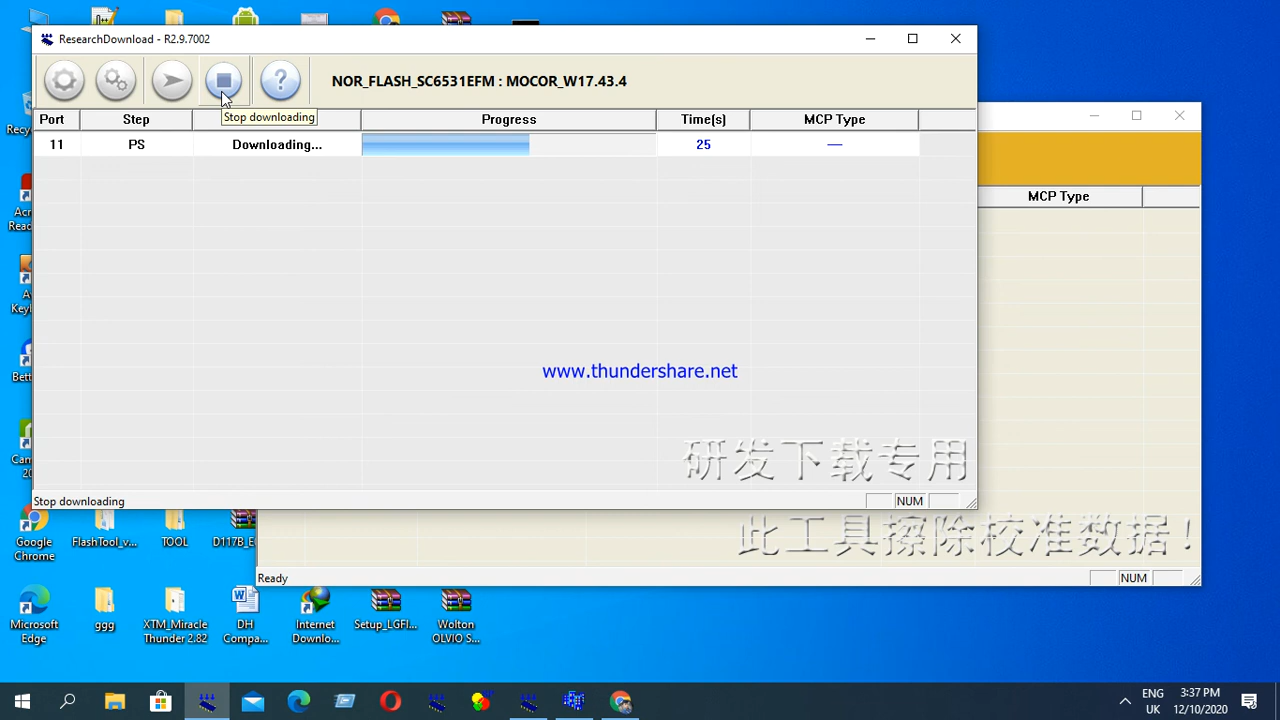 ResearchDownload - R2.9.7002
NOR_FLASH_SC6531EFM : MOCOR_W17.43.4
Stop downloading
Port Step Progress Time(s) MCP Type
11 PS Downloading... 25 —
MCP Type
www.thundershare.net
研发下载专用
Stop downloading NUM
此工具擦除校准数据！
Ready NUM
Google Chrome
FlashTool_v...
TOOL
Microsoft Edge
ggg
XTM_Miracle Thunder 2.82
DH Compa...
Internet Downlo...
Setup_LGFl...
Wolton OLVIO S...
ENG 3:37 PM
UK 12/10/2020